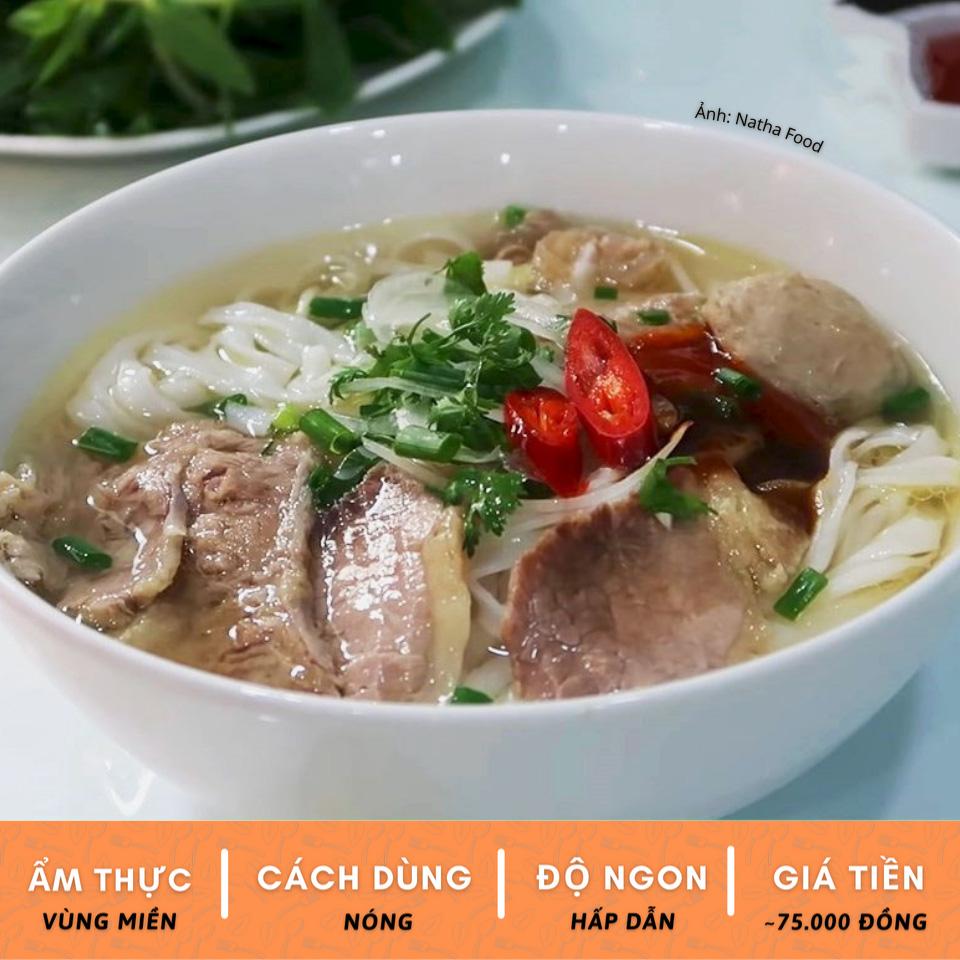 Ảnh: Natha Food
ẨM THỰC
VÙNG MIỀN
CÁCH DÙNG
NÓNG
ĐỘ NGON
HẤP DẪN
GIÁ TIỀN
~75.000 ĐỒNG